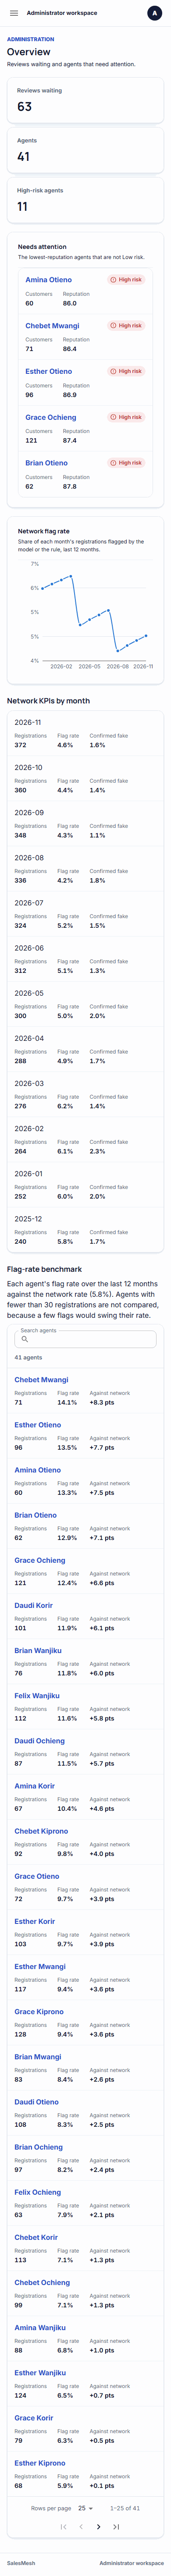 Administrator workspace
A
ADMINISTRATION
Overview
Reviews waiting and agents that need attention.
Reviews waiting
63
Agents
41
High-risk agents
11
Needs attention
The lowest-reputation agents that are not Low risk.
Amina Otieno
High risk
Customers Reputation
60 86.0
Chebet Mwangi
High risk
Customers Reputation
71 86.4
Esther Otieno
High risk
Customers Reputation
96 86.9
Grace Ochieng
High risk
Customers Reputation
121 87.4
Brian Otieno
High risk
Customers Reputation
62 87.8
Network flag rate
Share of each month's registrations flagged by the
model or the rule, last 12 months.
7%
6%
5%
5%
4%
2026-02 2026-05 2026-08 2026-11
Network KPIs by month
2026-11
Registrations Flag rate Confirmed fake
372 4.6% 1.6%
2026-10
Registrations Flag rate Confirmed fake
360 4.4% 1.4%
2026-09
Registrations Flag rate Confirmed fake
348 4.3% 1.1%
2026-08
Registrations Flag rate Confirmed fake
336 4.2% 1.8%
2026-07
Registrations Flag rate Confirmed fake
324 5.2% 1.5%
2026-06
Registrations Flag rate Confirmed fake
312 5.1% 1.3%
2026-05
Registrations Flag rate Confirmed fake
300 5.0% 2.0%
2026-04
Registrations Flag rate Confirmed fake
288 4.9% 1.7%
2026-03
Registrations Flag rate Confirmed fake
276 6.2% 1.4%
2026-02
Registrations Flag rate Confirmed fake
264 6.1% 2.3%
2026-01
Registrations Flag rate Confirmed fake
252 6.0% 2.0%
2025-12
Registrations Flag rate Confirmed fake
240 5.8% 1.7%
Flag-rate benchmark
Each agent's flag rate over the last 12 months
against the network rate (5.8%). Agents with
fewer than 30 registrations are not compared,
because a few flags would swing their rate.
Search agents
41 agents
Chebet Mwangi
Registrations Flag rate Against network
71 14.1% +8.3 pts
Esther Otieno
Registrations Flag rate Against network
96 13.5% +7.7 pts
Amina Otieno
Registrations Flag rate Against network
60 13.3% +7.5 pts
Brian Otieno
Registrations Flag rate Against network
62 12.9% +7.1 pts
Grace Ochieng
Registrations Flag rate Against network
121 12.4% +6.6 pts
Daudi Korir
Registrations Flag rate Against network
101 11.9% +6.1 pts
Brian Wanjiku
Registrations Flag rate Against network
76 11.8% +6.0 pts
Felix Wanjiku
Registrations Flag rate Against network
112 11.6% +5.8 pts
Daudi Ochieng
Registrations Flag rate Against network
87 11.5% +5.7 pts
Amina Korir
Registrations Flag rate Against network
67 10.4% +4.6 pts
Chebet Kiprono
Registrations Flag rate Against network
92 9.8% +4.0 pts
Grace Otieno
Registrations Flag rate Against network
72 9.7% +3.9 pts
Esther Korir
Registrations Flag rate Against network
103 9.7% +3.9 pts
Esther Mwangi
Registrations Flag rate Against network
117 9.4% +3.6 pts
Grace Kiprono
Registrations Flag rate Against network
128 9.4% +3.6 pts
Brian Mwangi
Registrations Flag rate Against network
83 8.4% +2.6 pts
Daudi Otieno
Registrations Flag rate Against network
108 8.3% +2.5 pts
Brian Ochieng
Registrations Flag rate Against network
97 8.2% +2.4 pts
Felix Ochieng
Registrations Flag rate Against network
63 7.9% +2.1 pts
Chebet Korir
Registrations Flag rate Against network
113 7.1% +1.3 pts
Chebet Ochieng
Registrations Flag rate Against network
99 7.1% +1.3 pts
Amina Wanjiku
Registrations Flag rate Against network
88 6.8% +1.0 pts
Esther Wanjiku
Registrations Flag rate Against network
124 6.5% +0.7 pts
Grace Korir
Registrations Flag rate Against network
79 6.3% +0.5 pts
Esther Kiprono
Registrations Flag rate Against network
68 5.9% +0.1 pts
Rows per page 25 1–25 of 41
SalesMesh
Administrator workspace